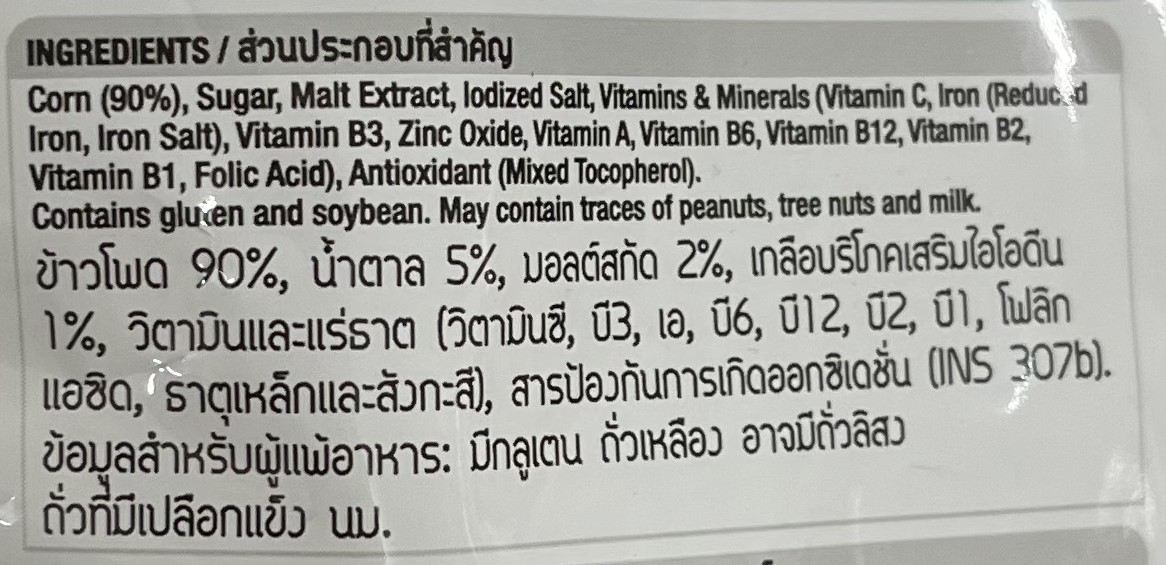 INGREDIENTS / ส่วนประกอบที่สำคัญ
Corn (90%), Sugar, Malt Extract, Iodized Salt, Vitamins & Minerals (Vitamin C, Iron (Reduced
Iron, Iron Salt), Vitamin B3, Zinc Oxide, Vitamin A, Vitamin B6, Vitamin B12, Vitamin B2,
Vitamin B1, Folic Acid), Antioxidant (Mixed Tocopherol).
Contains gluten and soybean. May contain traces of peanuts, tree nuts and milk.
ข้าวโพด 90%, น้ำตาล 5%, มอลต์สกัด 2%, เกลือบริโภคเสริมไอโอดีน
1%, วิตามินและแร่ธาต (วิตามินซี, บี3, เอ, บี6, บี12, บี2, บี1, โฟลิก
แอซิด, ธาตุเหล็กและสังกะสี), สารป้องกันการเกิดออกซิเดชั่น (INS 307b).
ข้อมูลสำหรับผู้แพ้อาหาร: มีกลูเตน ถั่วเหลือง อาจมีถั่วลิสง
ถั่วที่มีเปลือกแข็ง นม.